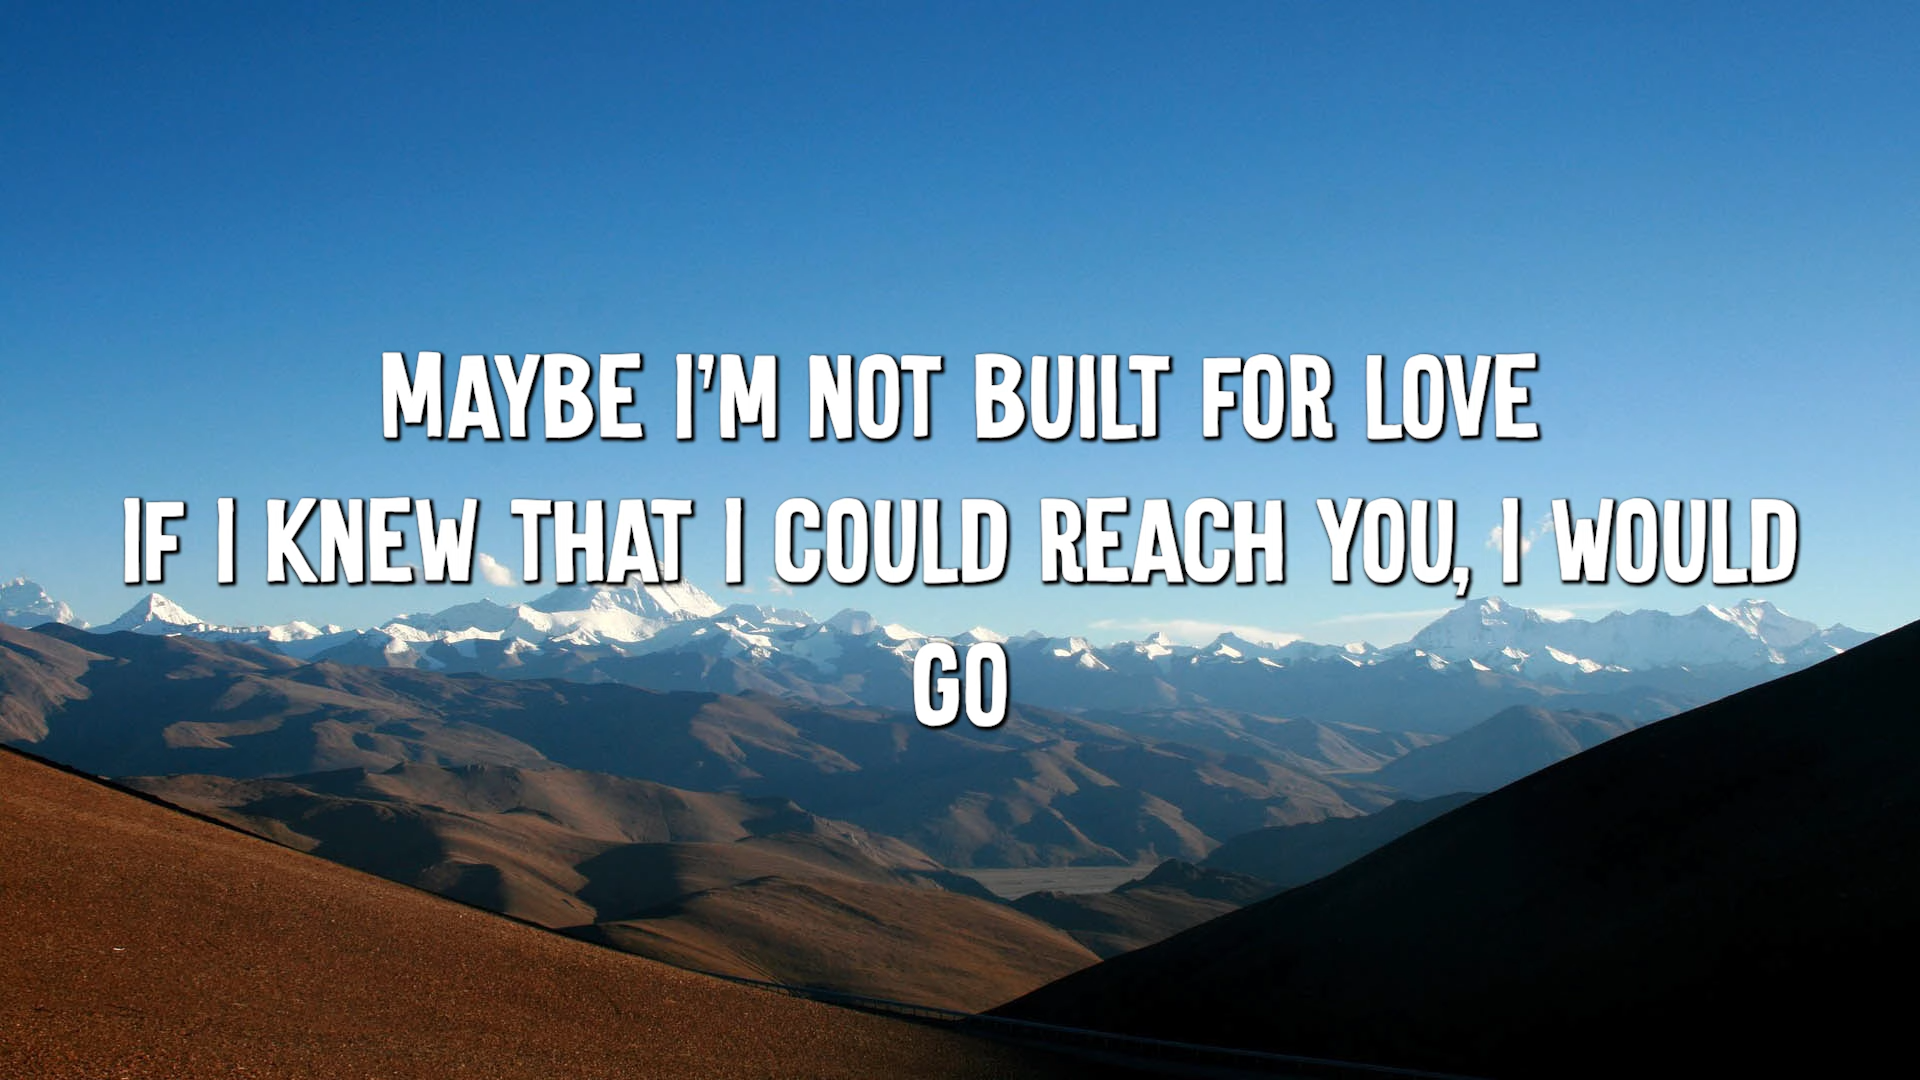 MAYBE I'M NOT BUILT FOR LOVE
IF I KNEW THAT I COULD REACH YOU, I WOULD
GO